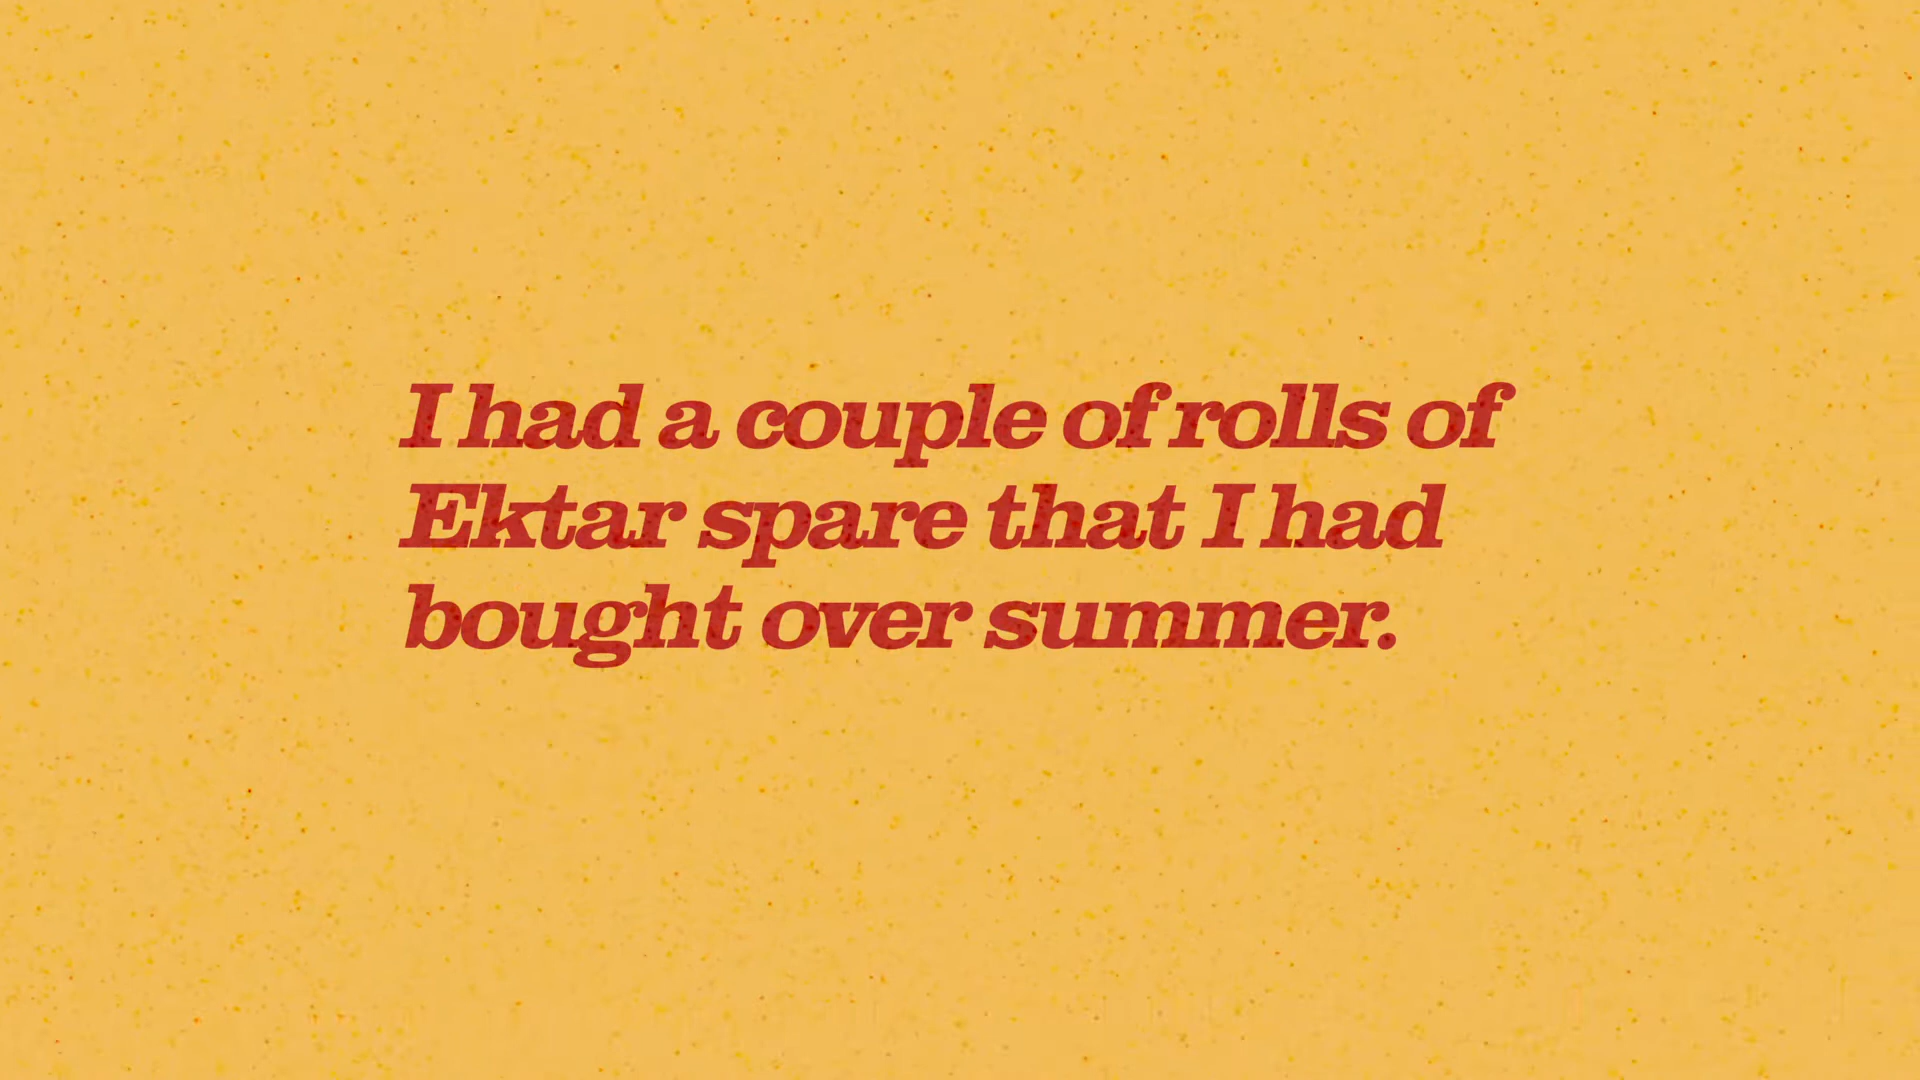 I had a couple of rolls of
Ektar spare that I had
bought over summer.